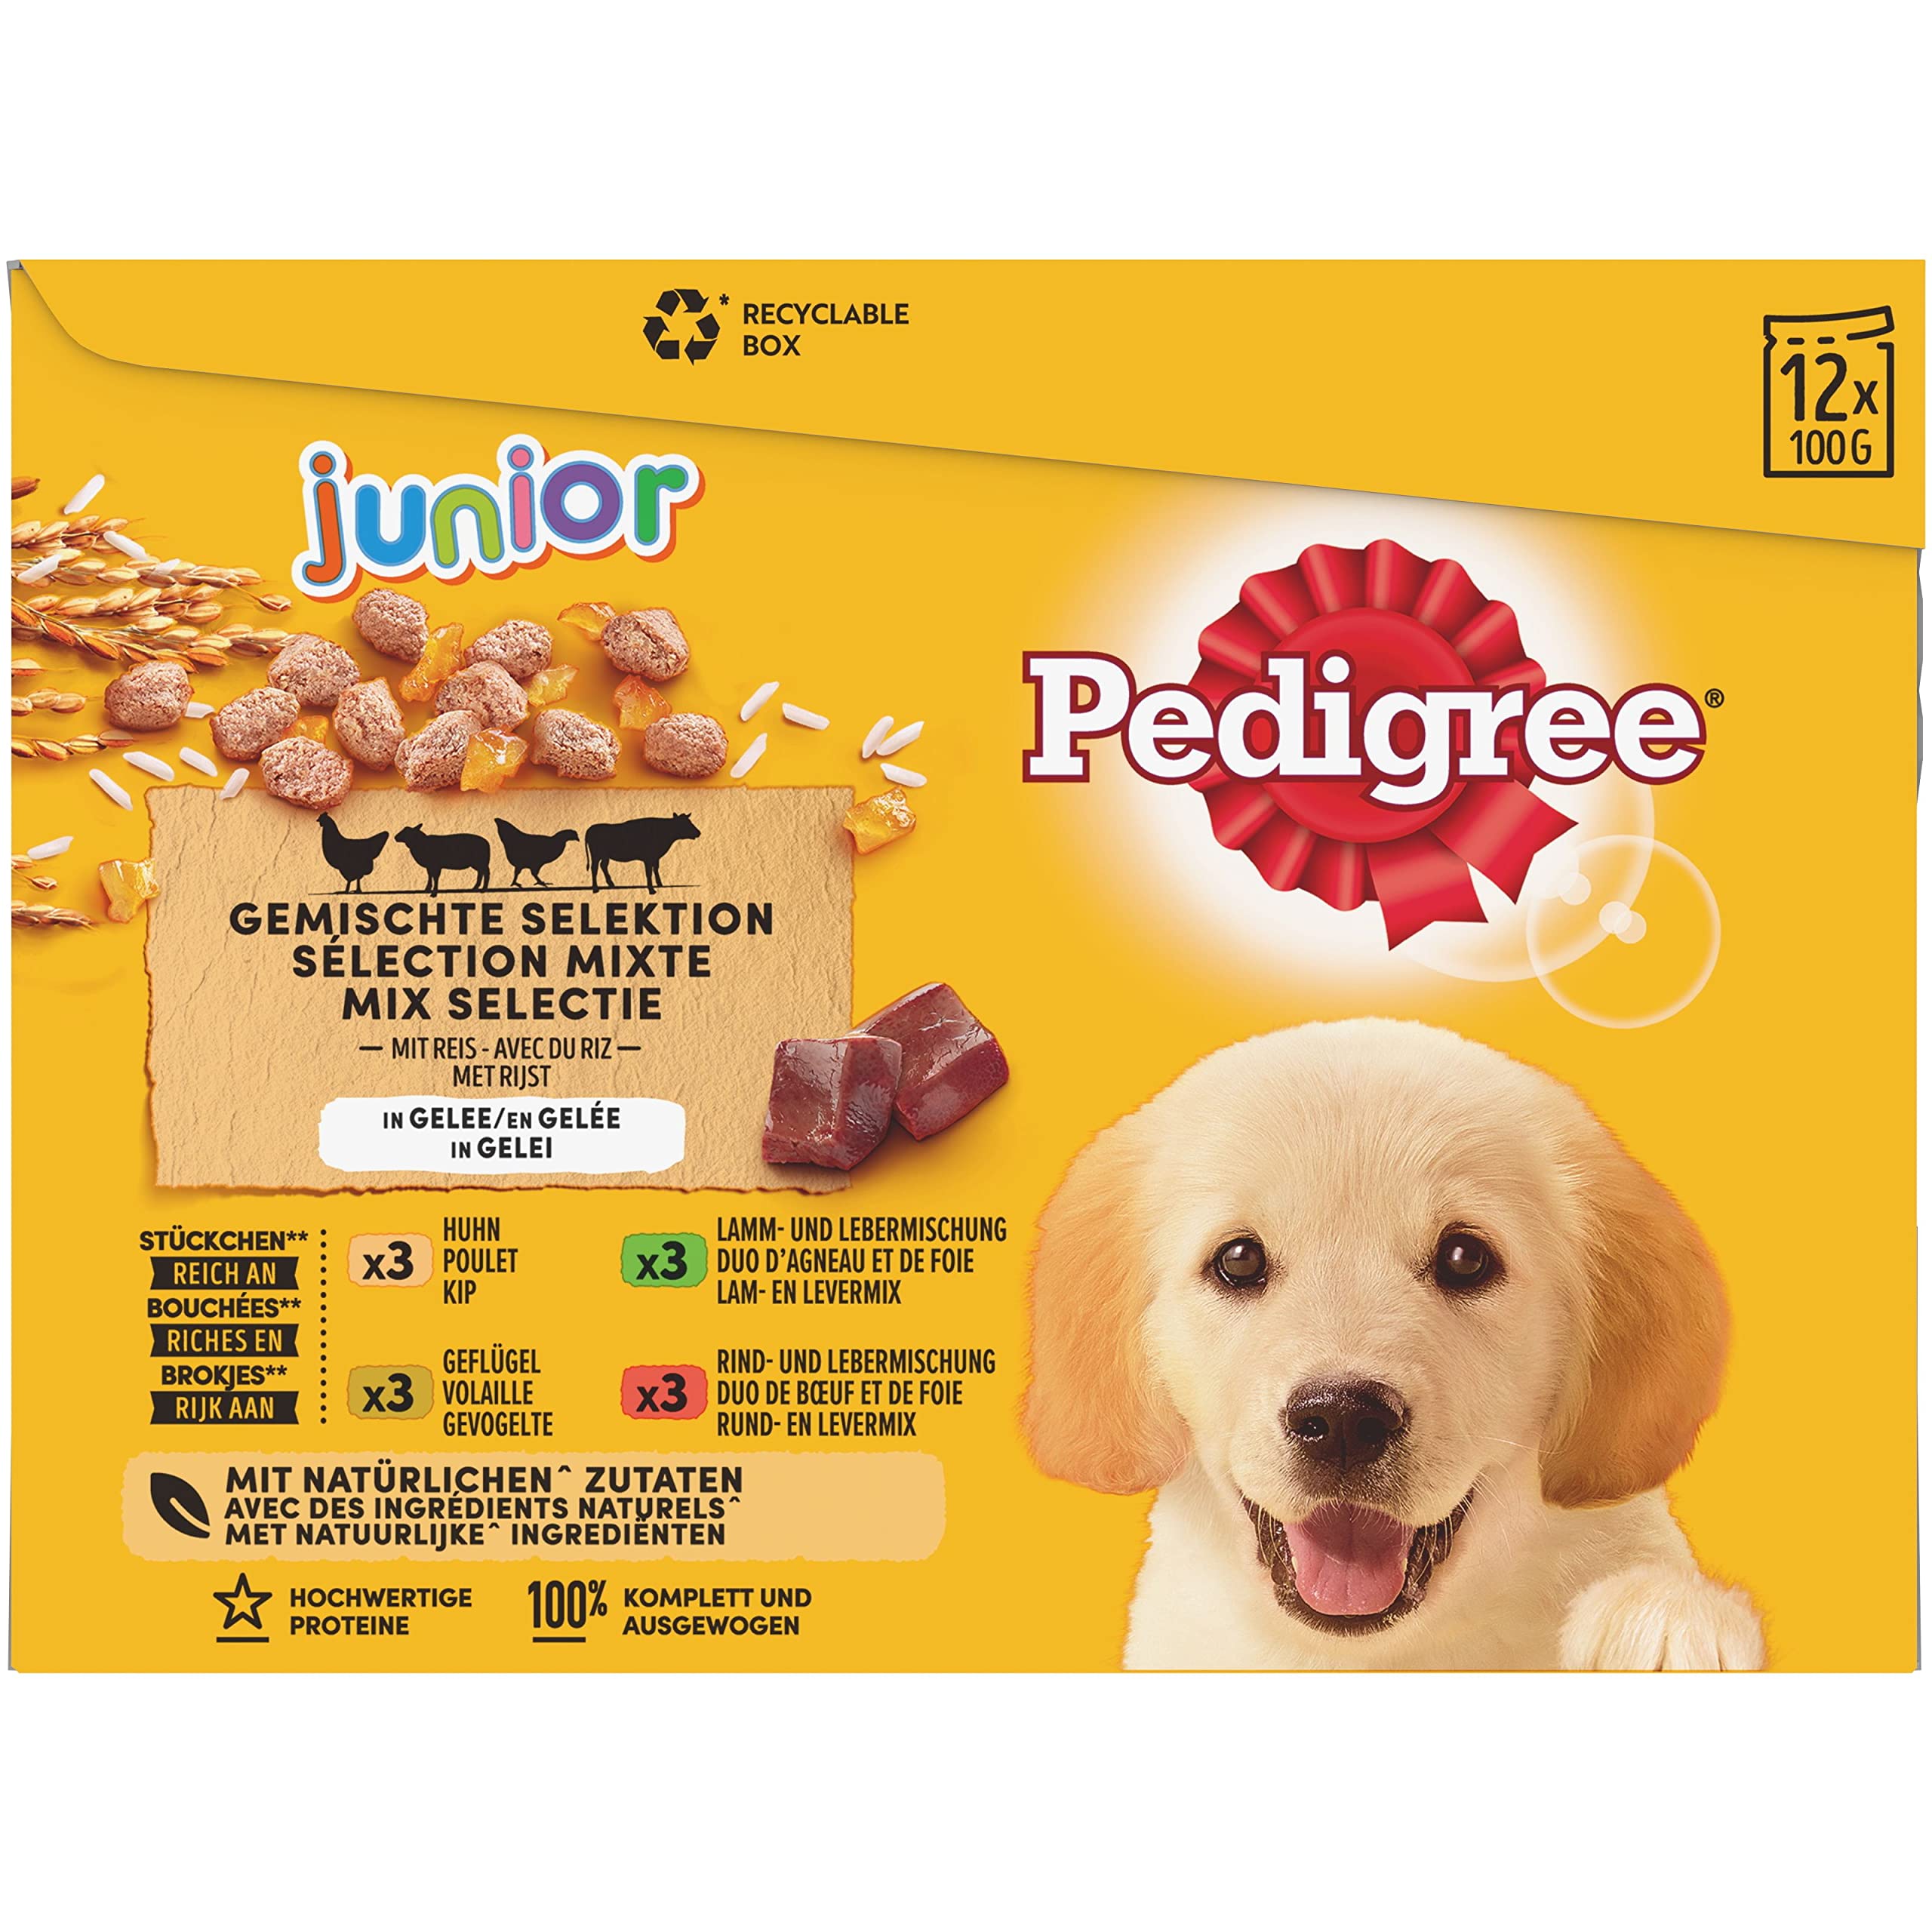 * RECYCLABLE
BOX
12x
100G
junior
Pedigree®
GEMISCHTE SELEKTION
SÉLECTION MIXTE
MIX SELECTIE
— MIT REIS - AVEC DU RIZ —
MET RIJST
IN GELEE/EN GELÉE
IN GELEI
STÜCKCHEN**
REICH AN
BOUCHÉES**
RICHES EN
BROKJES**
RIJK AAN
x3
HUHN
POULET
KIP
x3
LAMM- UND LEBERMISCHUNG
DUO D'AGNEAU ET DE FOIE
LAM- EN LEVERMIX
x3
GEFLÜGEL
VOLAILLE
GEVOGELTE
x3
RIND- UND LEBERMISCHUNG
DUO DE BŒUF ET DE FOIE
RUND- EN LEVERMIX
MIT NATÜRLICHEN^ ZUTATEN
AVEC DES INGRÉDIENTS NATURELS^
MET NATUURLIJKE^ INGREDIËNTEN
HOCHWERTIGE
PROTEINE
100% KOMPLETT UND
AUSGEWOGEN